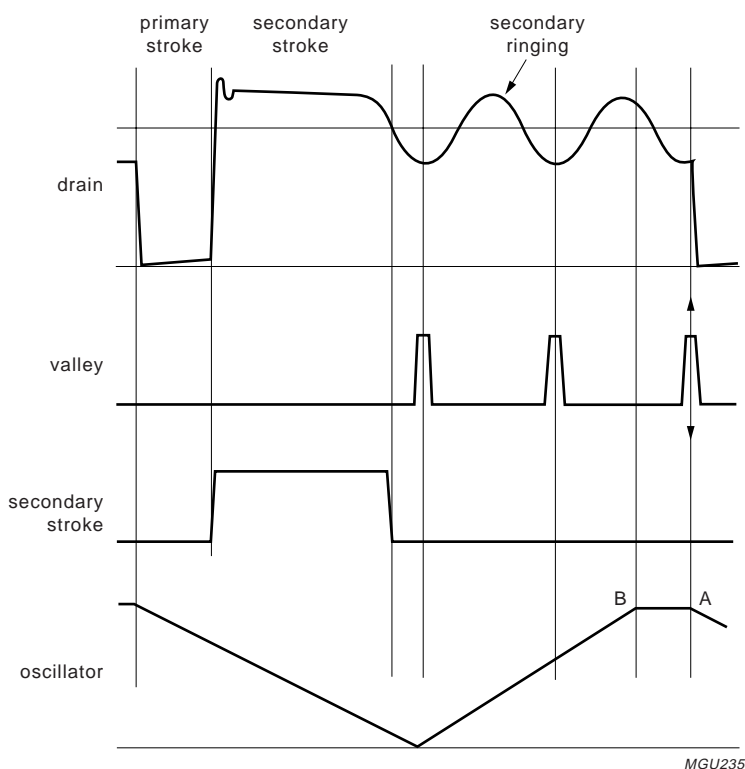 primary
stroke
secondary
stroke
secondary
ringing
drain
valley
secondary
stroke
B
A
oscillator
MGU235